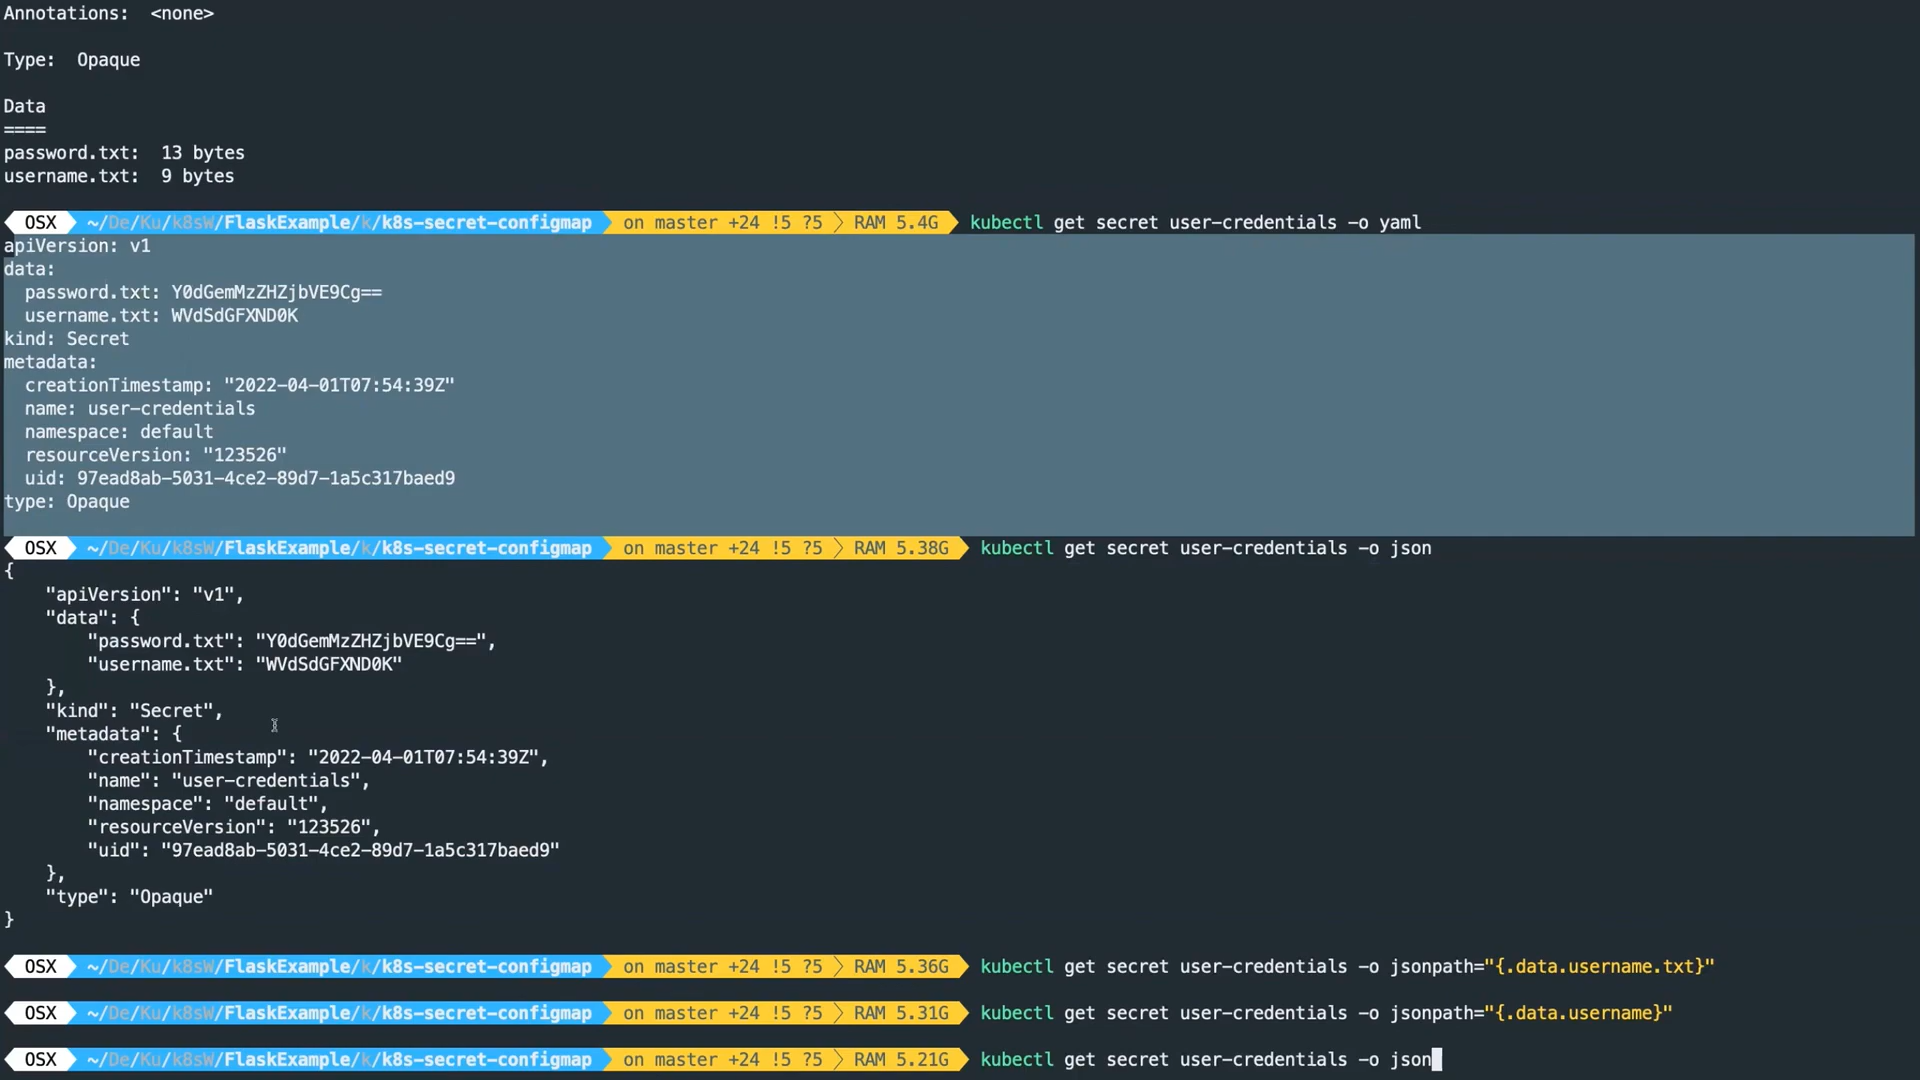 Annotations:  <none>
Type:  Opaque
Data
====
password.txt:  13 bytes
username.txt:  9 bytes
OSX ~/De/Ku/k8sW/FlaskExample/k/k8s-secret-configmap on master +24 !5 ?5 RAM 5.4G kubectl get secret user-credentials -o yaml
apiVersion: v1
data:
  password.txt: Y0dGemMzZHZjbVE9Cg==
  username.txt: WVdSdGFXND0K
kind: Secret
metadata:
  creationTimestamp: "2022-04-01T07:54:39Z"
  name: user-credentials
  namespace: default
  resourceVersion: "123526"
  uid: 97ead8ab-5031-4ce2-89d7-1a5c317baed9
type: Opaque
OSX ~/De/Ku/k8sW/FlaskExample/k/k8s-secret-configmap on master +24 !5 ?5 RAM 5.38G kubectl get secret user-credentials -o json
{
    "apiVersion": "v1",
    "data": {
        "password.txt": "Y0dGemMzZHZjbVE9Cg==",
        "username.txt": "WVdSdGFXND0K"
    },
    "kind": "Secret",
    "metadata": {
        "creationTimestamp": "2022-04-01T07:54:39Z",
        "name": "user-credentials",
        "namespace": "default",
        "resourceVersion": "123526",
        "uid": "97ead8ab-5031-4ce2-89d7-1a5c317baed9"
    },
    "type": "Opaque"
}
OSX ~/De/Ku/k8sW/FlaskExample/k/k8s-secret-configmap on master +24 !5 ?5 RAM 5.36G kubectl get secret user-credentials -o jsonpath="{.data.username.txt}"
OSX ~/De/Ku/k8sW/FlaskExample/k/k8s-secret-configmap on master +24 !5 ?5 RAM 5.31G kubectl get secret user-credentials -o jsonpath="{.data.username}"
OSX ~/De/Ku/k8sW/FlaskExample/k/k8s-secret-configmap on master +24 !5 ?5 RAM 5.21G kubectl get secret user-credentials -o json